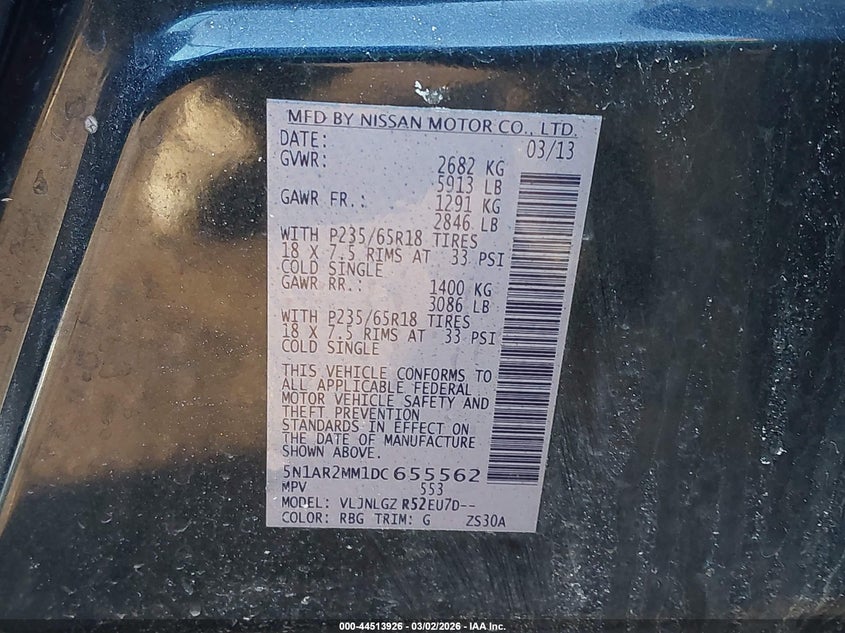 MFD BY NISSAN MOTOR CO., LTD.
DATE: 03/13
GVWR: 2682 KG
5913 LB
GAWR FR.: 1291 KG
2846 LB
WITH P235/65R18 TIRES
18 X 7.5 RIMS AT 33 PSI
COLD SINGLE
GAWR RR.: 1400 KG
3086 LB
WITH P235/65R18 TIRES
18 X 7.5 RIMS AT 33 PSI
COLD SINGLE
THIS VEHICLE CONFORMS TO
ALL APPLICABLE FEDERAL
MOTOR VEHICLE SAFETY AND
THEFT PREVENTION
STANDARDS IN EFFECT ON
THE DATE OF MANUFACTURE
SHOWN ABOVE.
5N1AR2MM1DC655562
MPV 553
MODEL: VLJNLGZ R52EU7D--
COLOR: RBG TRIM: G ZS30A
000-44513926 - 03/02/2026 - IAA Inc.